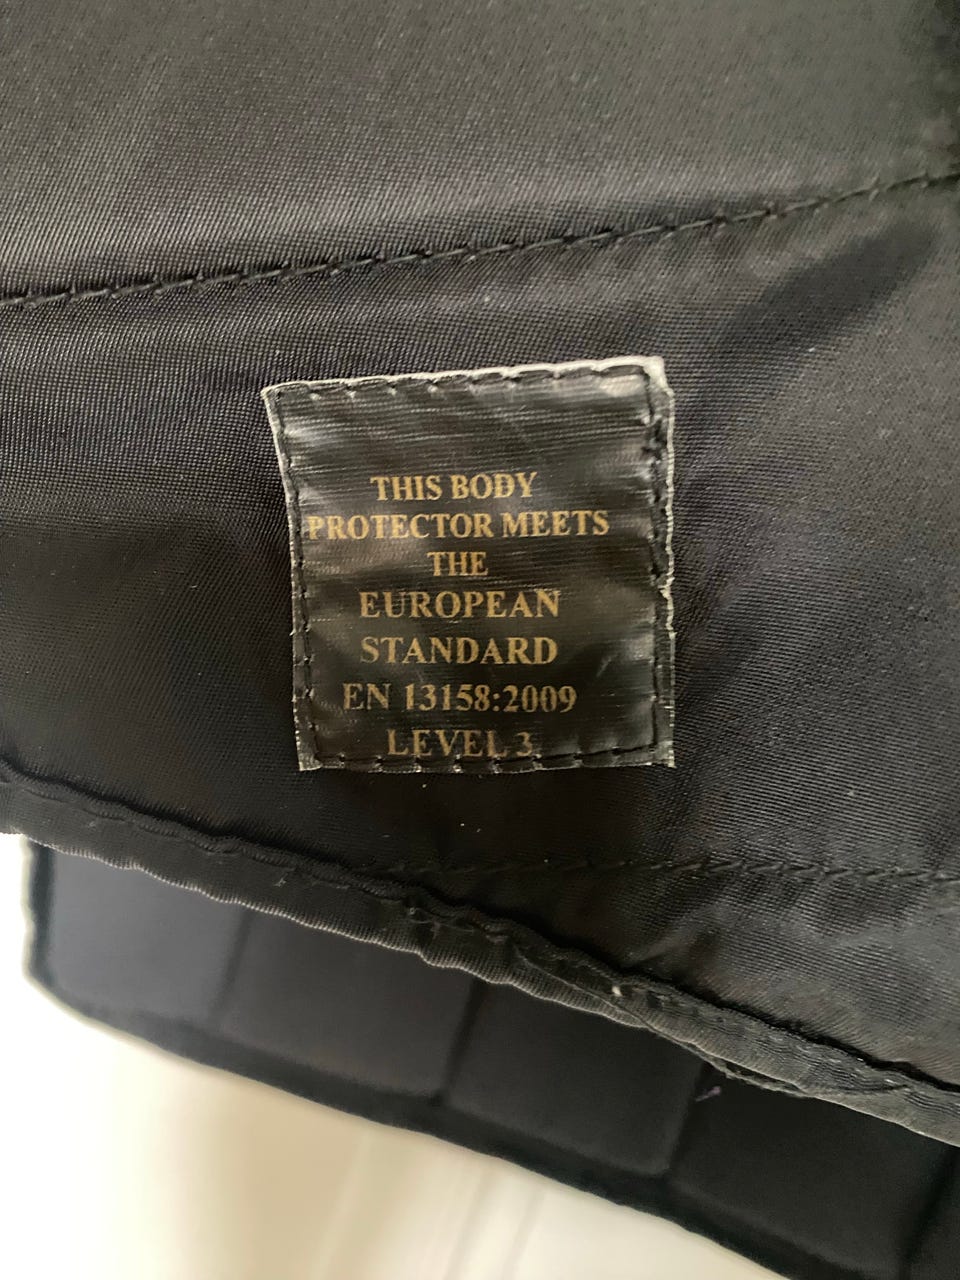 THIS BODY
PROTECTOR MEETS
THE
EUROPEAN
STANDARD
EN 13158:2009
LEVEL 3